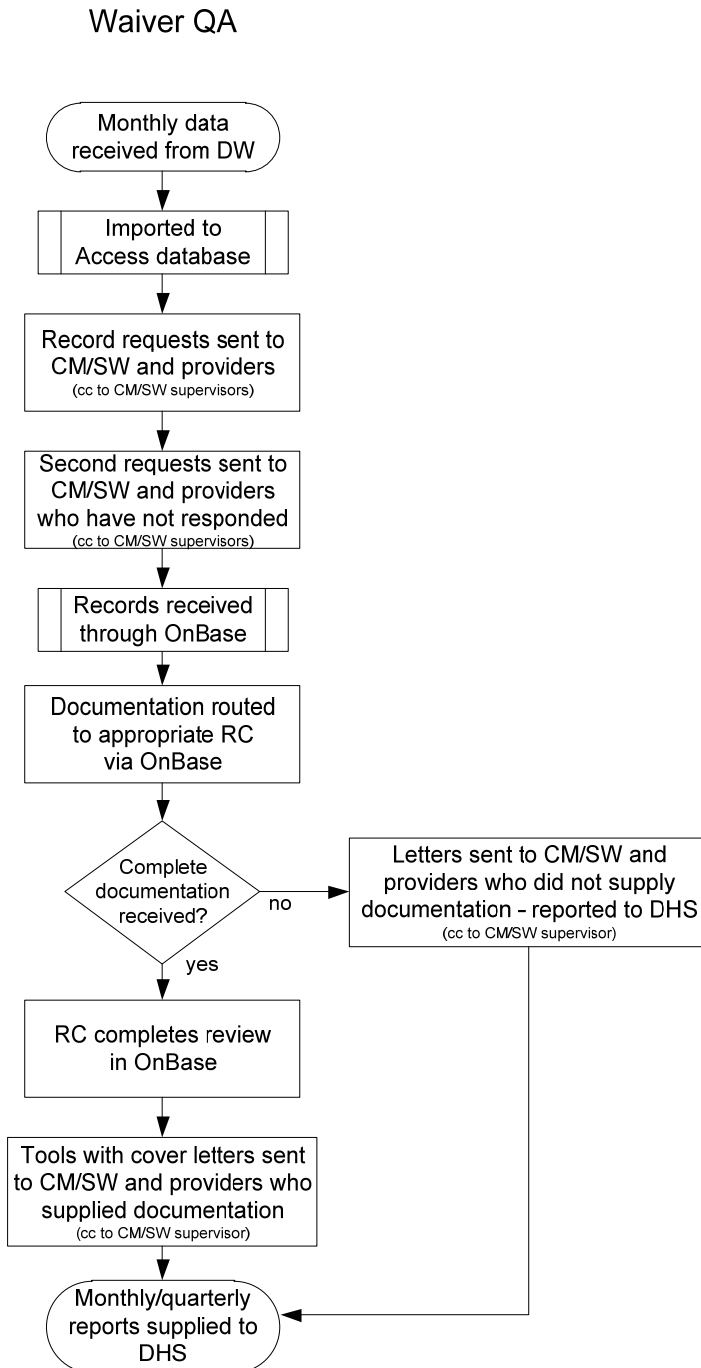 Waiver QA
Monthly data
received from DW
Imported to
Access database
Record requests sent to
CM/SW and providers
(cc to CM/SW supervisors)
Second requests sent to
CM/SW and providers
who have not responded
(cc to CM/SW supervisors)
Records received
through OnBase
Documentation routed
to appropriate RC
via OnBase
Complete
documentation
received?
no
Letters sent to CM/SW and
providers who did not supply
documentation – reported to DHS
(cc to CM/SW supervisor)
yes
RC completes review
in OnBase
Tools with cover letters sent
to CM/SW and providers who
supplied documentation
(cc to CM/SW supervisor)
Monthly/quarterly
reports supplied to
DHS